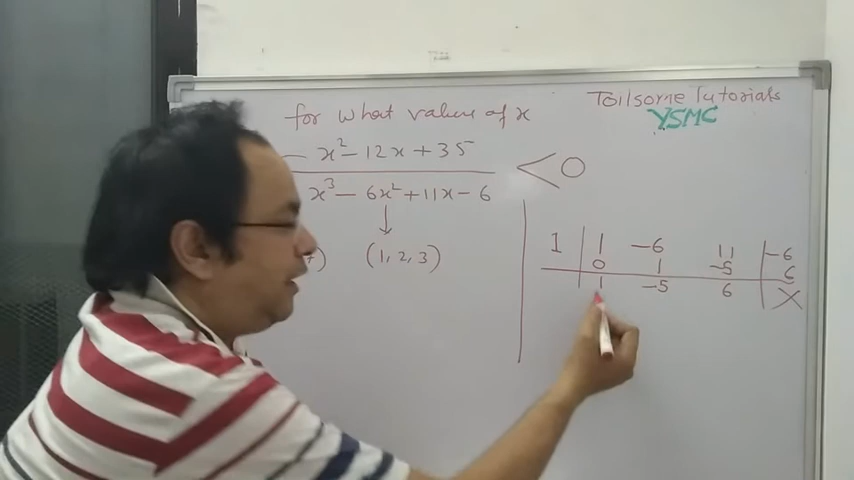 for what values of x
Toilsome Tutorials
YSMC
x² - 12x + 35
< 0
x³ - 6x² + 11x - 6
(1, 2, 3)
1 | 1 -6 11 | -6
0 1 -5 | 6
1 -5 6 | X